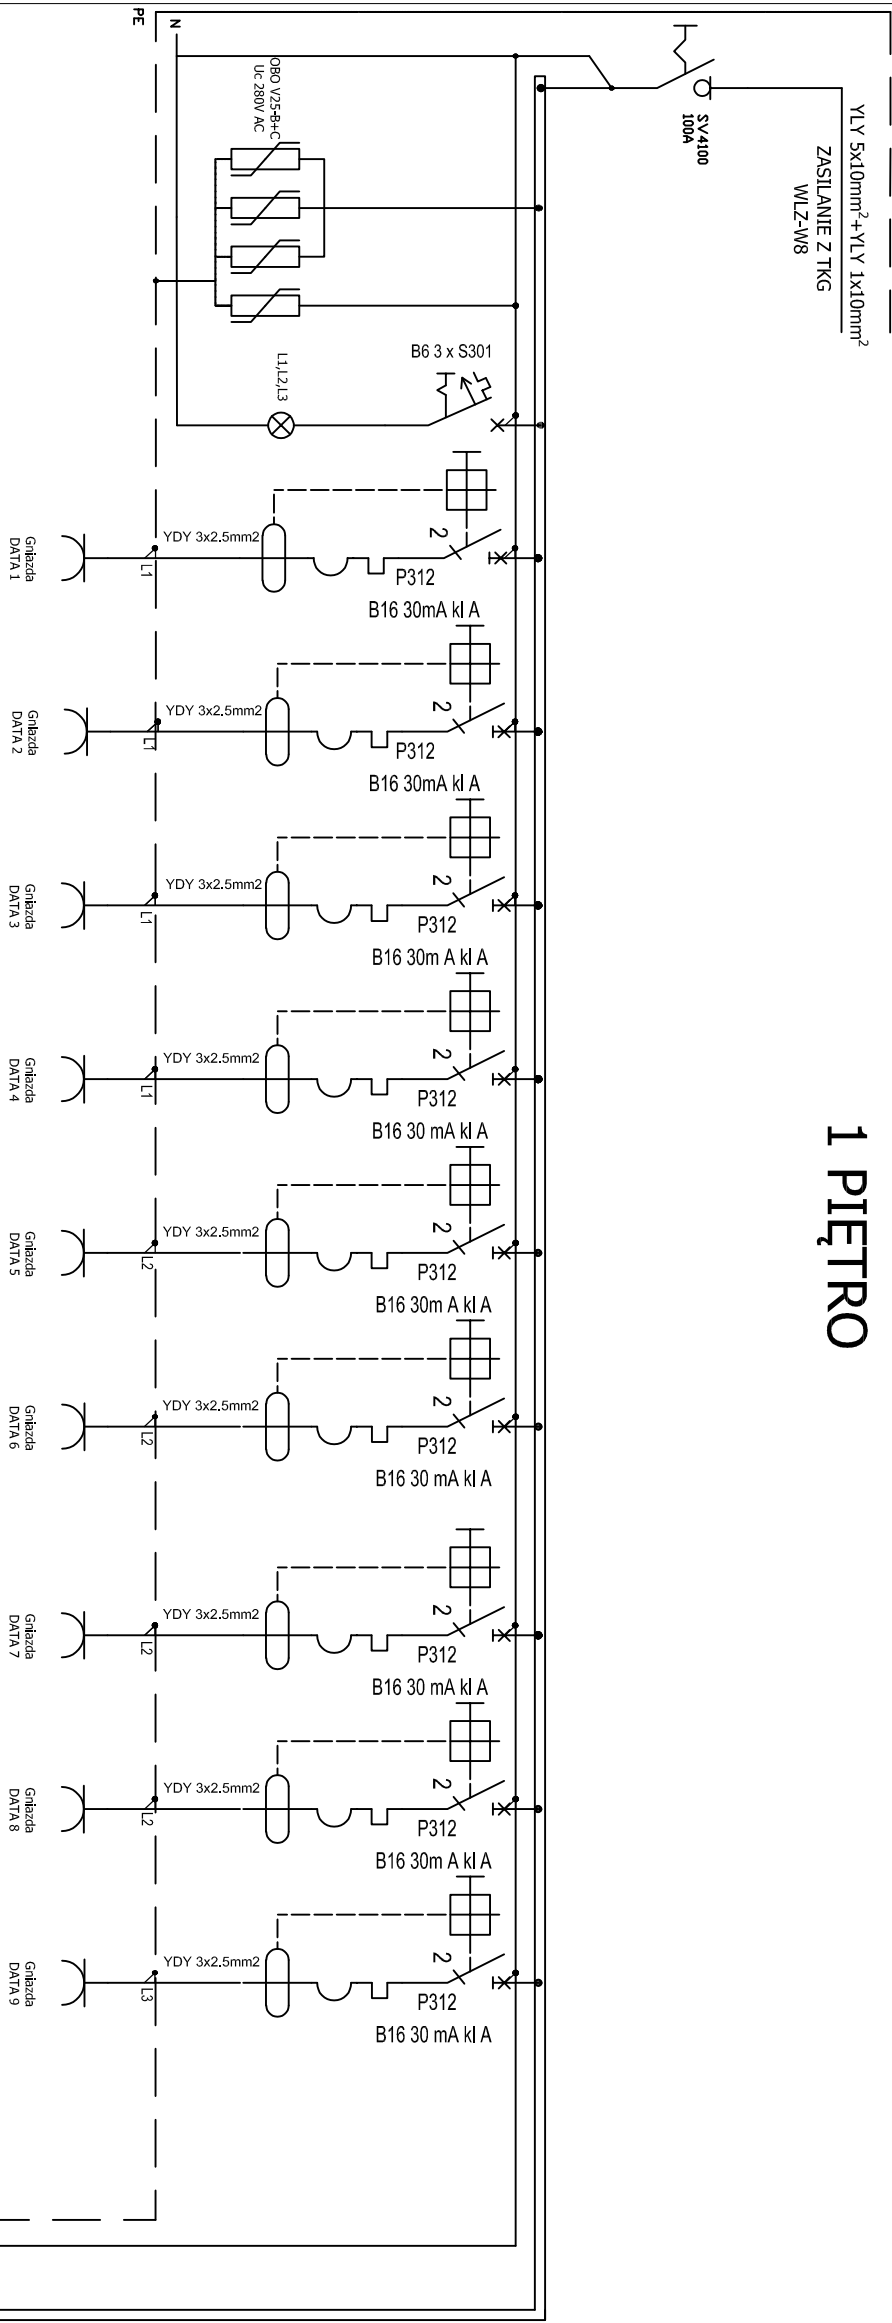 PE
N
OBO V25-B+C
Uc 280V AC
SV4100
100A
YLY 5x10mm²+YLY 1x10mm²
ZASILANIE Z TKG
WLZ-W8
B6 3 x S301
L1,L2,L3
1 PIĘTRO
YDY 3x2.5mm2
L1
2
P312
B16 30mA kl A
Gniazda
DATA 1
YDY 3x2.5mm2
L1
2
P312
B16 30mA kl A
Gniazda
DATA 2
YDY 3x2.5mm2
L1
2
P312
B16 30m A kl A
Gniazda
DATA 3
YDY 3x2.5mm2
L1
2
P312
B16 30 mA kl A
Gniazda
DATA 4
YDY 3x2.5mm2
L2
2
P312
B16 30m A kl A
Gniazda
DATA 5
YDY 3x2.5mm2
L2
2
P312
B16 30 mA kl A
Gniazda
DATA 6
YDY 3x2.5mm2
L2
2
P312
B16 30 mA kl A
Gniazda
DATA 7
YDY 3x2.5mm2
L2
2
P312
B16 30m A kl A
Gniazda
DATA 8
YDY 3x2.5mm2
L3
2
P312
B16 30 mA kl A
Gniazda
DATA 9